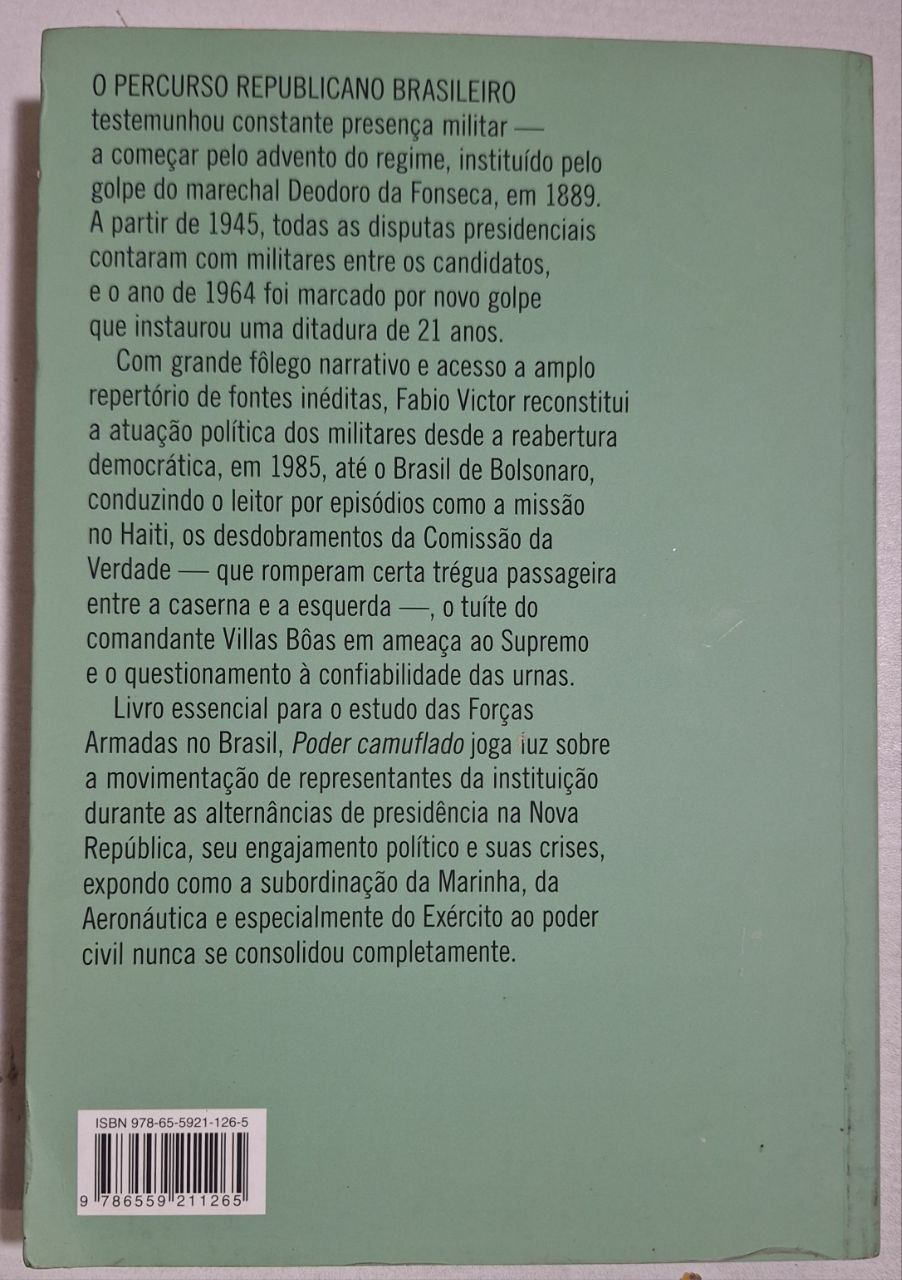 O PERCURSO REPUBLICANO BRASILEIRO
testemunhou constante presença militar —
a começar pelo advento do regime, instituído pelo
golpe do marechal Deodoro da Fonseca, em 1889.
A partir de 1945, todas as disputas presidenciais
contaram com militares entre os candidatos,
e o ano de 1964 foi marcado por novo golpe
que instaurou uma ditadura de 21 anos.
Com grande fôlego narrativo e acesso a amplo
repertório de fontes inéditas, Fabio Victor reconstitui
a atuação política dos militares desde a reabertura
democrática, em 1985, até o Brasil de Bolsonaro,
conduzindo o leitor por episódios como a missão
no Haiti, os desdobramentos da Comissão da
Verdade — que romperam certa trégua passageira
entre a caserna e a esquerda —, o tuíte do
comandante Villas Bôas em ameaça ao Supremo
e o questionamento à confiabilidade das urnas.
Livro essencial para o estudo das Forças
Armadas no Brasil, Poder camuflado joga luz sobre
a movimentação de representantes da instituição
durante as alternâncias de presidência na Nova
República, seu engajamento político e suas crises,
expondo como a subordinação da Marinha, da
Aeronáutica e especialmente do Exército ao poder
civil nunca se consolidou completamente.
ISBN 978-65-5921-126-5
9 786559 211265